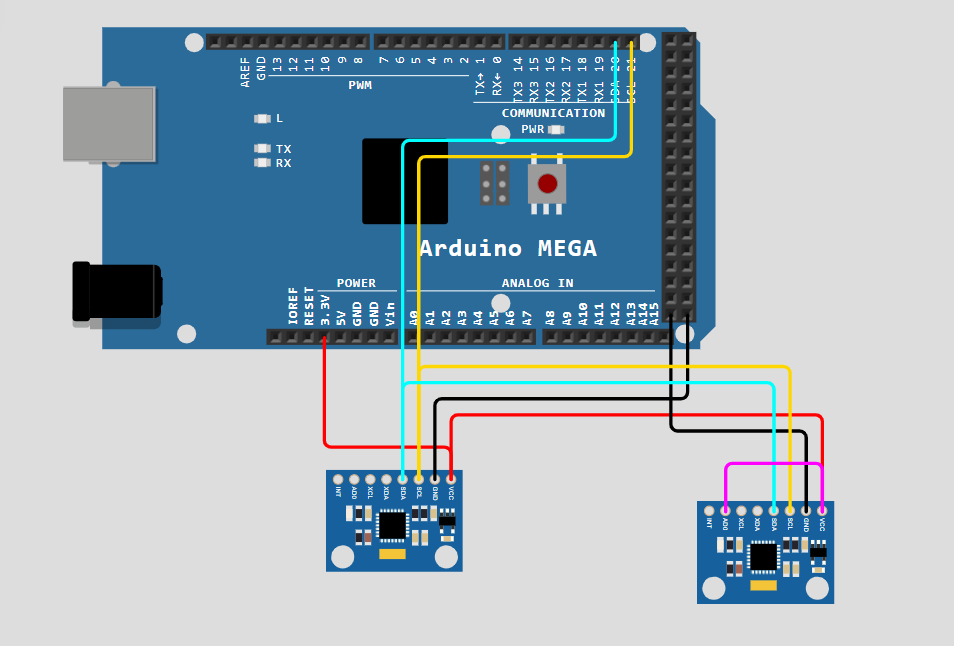 AREF GND 13 12 11 10 9 8 7 6 5 4 3 2 TX→ 1 RX← 0 TX3 14 RX3 15 TX2 16 RX2 17 TX1 18 RX1 19 SDA 20 SCL 21
PWM
COMMUNICATION
L
PWR
TX
RX
Arduino MEGA
POWER
ANALOG IN
IOREF RESET 3.3V 5V GND GND Vin A0 A1 A2 A3 A4 A5 A6 A7 A8 A9 A10 A11 A12 A13 A14 A15
INT AD0 XCL XDA SDA SCL GND VCC
INT AD0 XCL XDA SDA SCL GND VCC